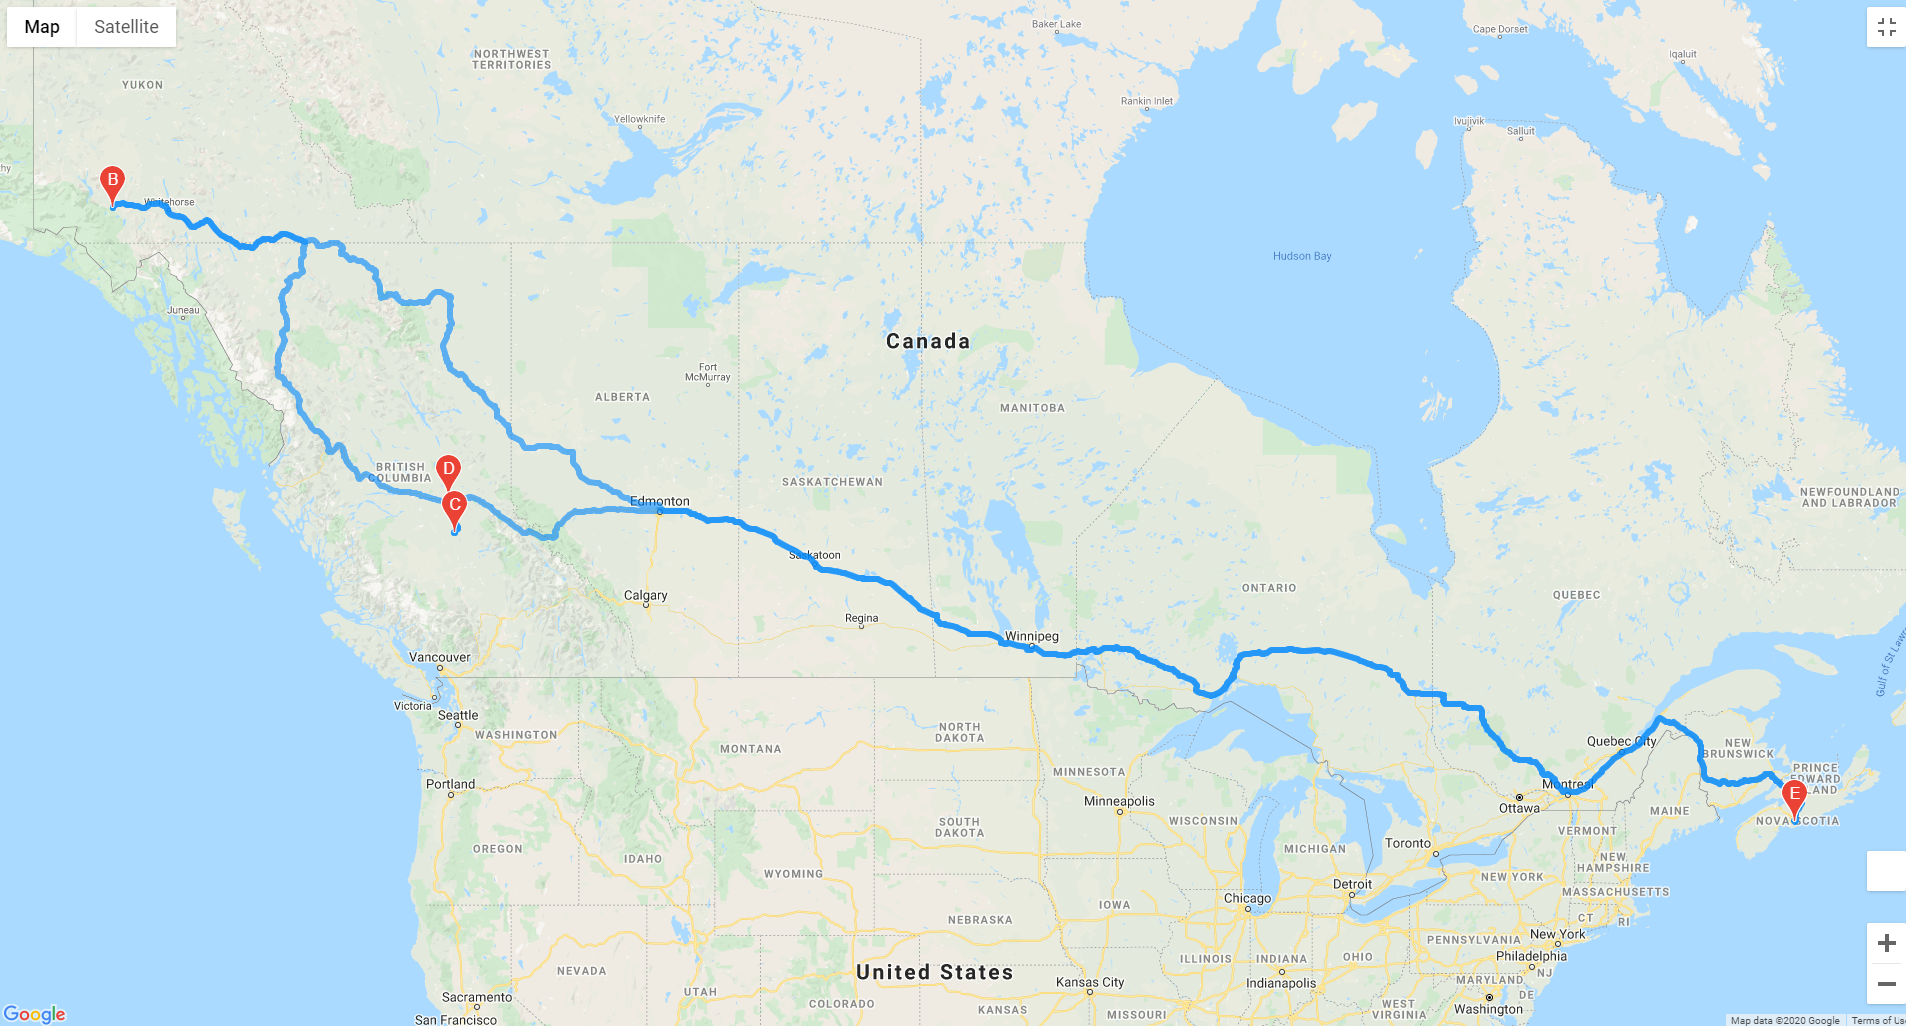 Map
Satellite
Baker Lake
Cape Dorset
NORTHWEST
TERRITORIES
Iqaluit
YUKON
Rankin Inlet
Yellowknife
Ivujivik
Salluit
thy
B
Whitehorse
Hudson Bay
Juneau
Canada
Fort
McMurray
ALBERTA
MANITOBA
D
BRITISH
COLUMBIA
SASKATCHEWAN
NEWFOUNDLAND
AND LABRADOR
C
Edmonton
Saskatoon
ONTARIO
QUEBEC
Calgary
Regina
Winnipeg
Vancouver
Gulf of St Lawr
Victoria
Seattle
WASHINGTON
NORTH
DAKOTA
MONTANA
Quebec City
NEW
BRUNSWICK
PRINCE
EDWARD
ISLAND
MINNESOTA
Portland
Montreal
E
Minneapolis
Ottawa
MAINE
NOVA SCOTIA
SOUTH
DAKOTA
WISCONSIN
VERMONT
OREGON
MICHIGAN
Toronto
IDAHO
NEW
HAMPSHIRE
WYOMING
NEW YORK
Detroit
MASSACHUSETTS
Chicago
IOWA
NEBRASKA
CT
RI
New York
PENNSYLVANIA
ILLINOIS
INDIANA
OHIO
Philadelphia
United States
NEVADA
NJ
Kansas City
Indianapolis
MARYLAND
UTAH
DE
Sacramento
COLORADO
KANSAS
MISSOURI
WEST
VIRGINIA
Washington
San Francisco
Google
Map data ©2020 Google
Terms of Use